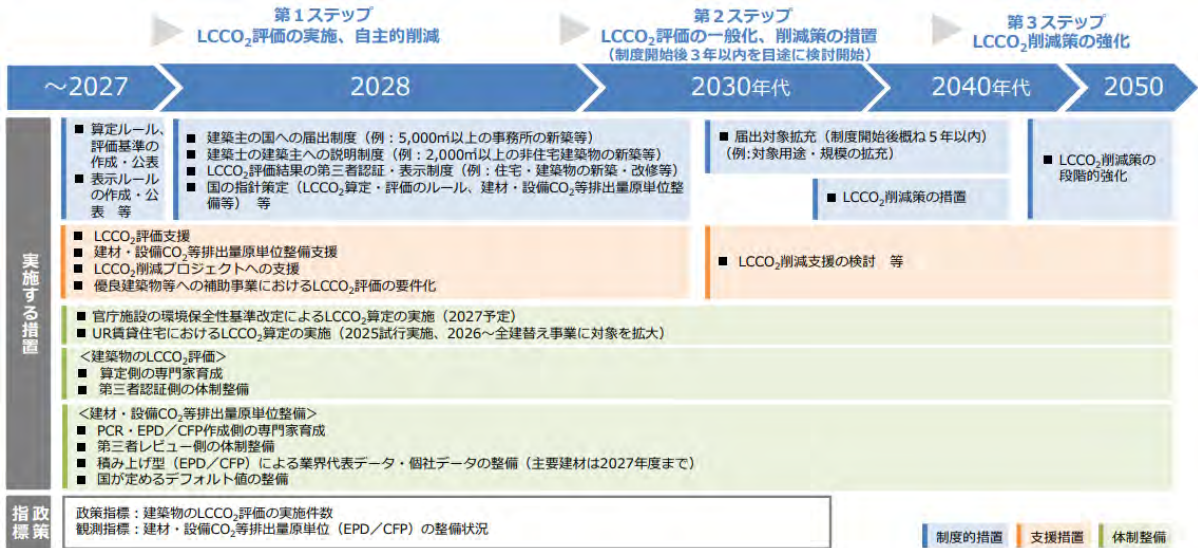 第１ステップ
LCCO₂評価の実施、自主的削減
第２ステップ
LCCO₂評価の一般化、削減策の措置
（制度開始後３年以内を目途に検討開始）
第３ステップ
LCCO₂削減策の強化
～2027
2028
2030年代
2040年代
2050
実施する措置
■ 算定ルール、
評価基準の
作成・公表
■ 表示ルール
の作成・公
表　等
■ 建築主の国への届出制度（例：5,000㎡以上の事務所の新築等）
■ 建築士の建築主への説明制度（例：2,000㎡以上の非住宅建築物の新築等）
■ LCCO₂評価結果の第三者認証・表示制度（例：住宅・建築物の新築・改修等）
■ 国の指針策定（LCCO₂算定・評価のルール、建材・設備CO₂等排出量原単位整
備等）　等
■ 届出対象拡充（制度開始後概ね５年以内）
（例:対象用途・規模の拡充）
■ LCCO₂削減策の措置
■ LCCO₂削減策の
段階的強化
■ LCCO₂評価支援
■ 建材・設備CO₂等排出量原単位整備支援
■ LCCO₂削減プロジェクトへの支援
■ 優良建築物等への補助事業におけるLCCO₂評価の要件化
■ LCCO₂削減支援の検討　等
■ 官庁施設の環境保全性基準改定によるLCCO₂算定の実施（2027予定）
■ UR賃貸住宅におけるLCCO₂算定の実施（2025試行実施、2026～全建替え事業に対象を拡大）
＜建築物のLCCO₂評価＞
■ 算定側の専門家育成
■ 第三者認証側の体制整備
＜建材・設備CO₂等排出量原単位整備＞
■ PCR・EPD／CFP作成側の専門家育成
■ 第三者レビュー側の体制整備
■ 積み上げ型（EPD／CFP）による業界代表データ・個社データの整備（主要建材は2027年度まで）
■ 国が定めるデフォルト値の整備
政策
指標
政策指標：建築物のLCCO₂評価の実施件数
観測指標：建材・設備CO₂等排出量原単位（EPD／CFP）の整備状況
制度的措置
支援措置
体制整備